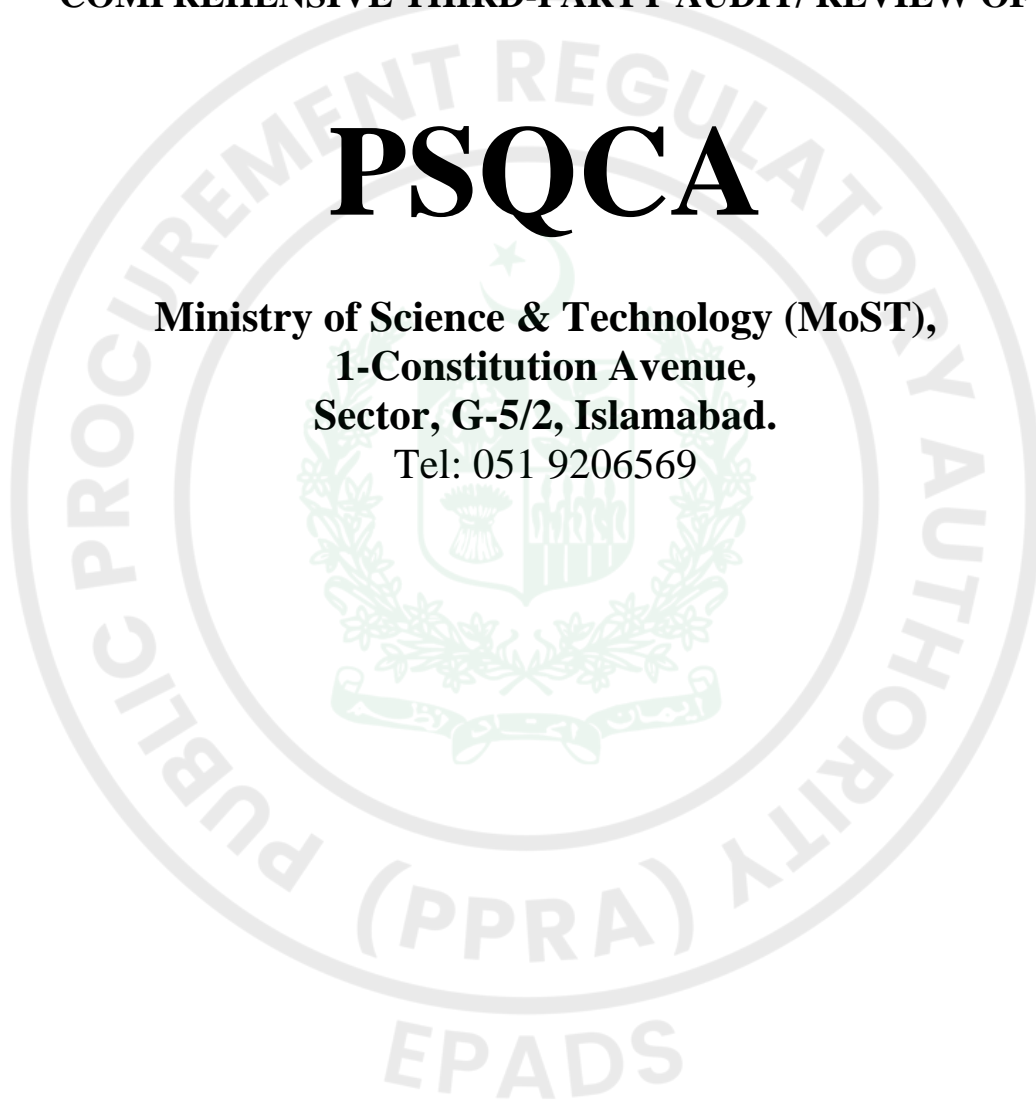 COMPREHENSIVE THIRD-PARTY AUDIT/ REVIEW OF
PSQCA
Ministry of Science & Technology (MoST),
1-Constitution Avenue,
Sector, G-5/2, Islamabad.
Tel: 051 9206569
PUBLIC PROCUREMENT REGULATORY AUTHORITY
(PPRA)
EPADS